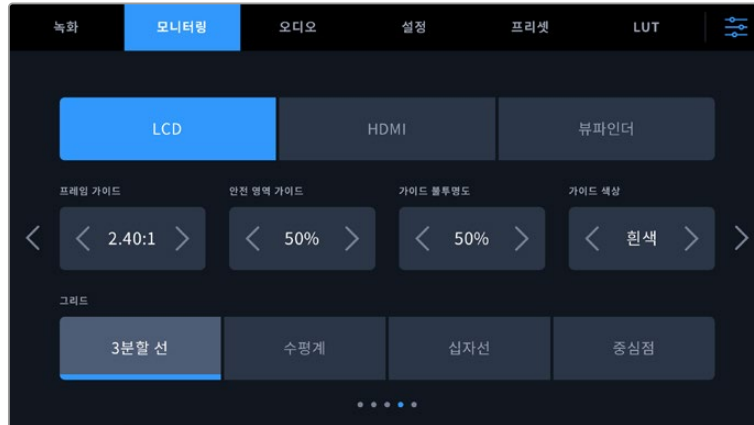 녹화 모니터링 오디오 설정 프리셋 LUT
LCD HDMI 뷰파인더
프레임 가이드 안전 영역 가이드 가이드 불투명도 가이드 색상
2.40:1 50% 50% 흰색
그리드
3분할 선 수평계 십자선 중심점